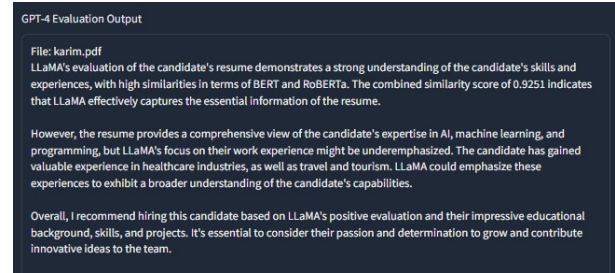 GPT-4 Evaluation Output
File: karim.pdf
LLaMA's evaluation of the candidate's resume demonstrates a strong understanding of the candidate's skills and
experiences, with high similarities in terms of BERT and RoBERTa. The combined similarity score of 0.9251 indicates
that LLaMA effectively captures the essential information of the resume.
However, the resume provides a comprehensive view of the candidate's expertise in AI, machine learning, and
programming, but LLaMA's focus on their work experience might be underemphasized. The candidate has gained
valuable experience in healthcare industries, as well as travel and tourism. LLaMA could emphasize these
experiences to exhibit a broader understanding of the candidate's capabilities.
Overall, I recommend hiring this candidate based on LLaMA's positive evaluation and their impressive educational
background, skills, and projects. It's essential to consider their passion and determination to grow and contribute
innovative ideas to the team.